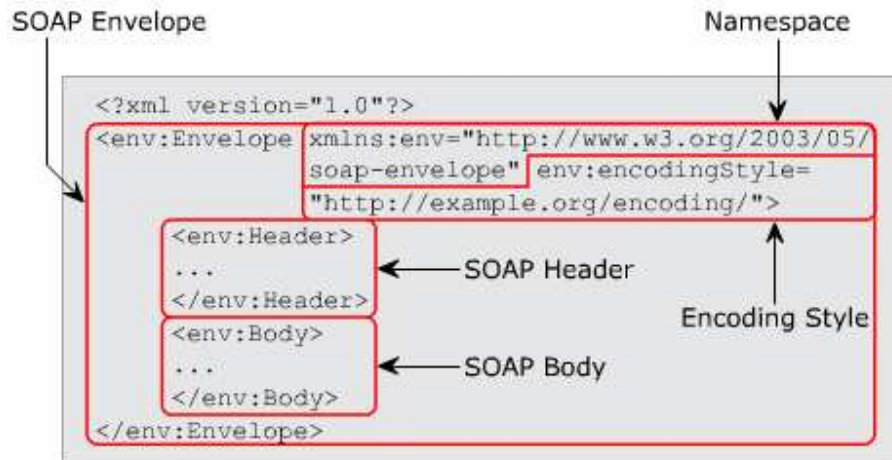 SOAP Envelope
Namespace
<?xml version="1.0"?>
<env:Envelope xmlns:env="http://www.w3.org/2003/05/
soap-envelope" env:encodingStyle=
"http://example.org/encoding/">
<env:Header>
...
</env:Header>
SOAP Header
Encoding Style
<env:Body>
...
</env:Body>
SOAP Body
</env:Envelope>